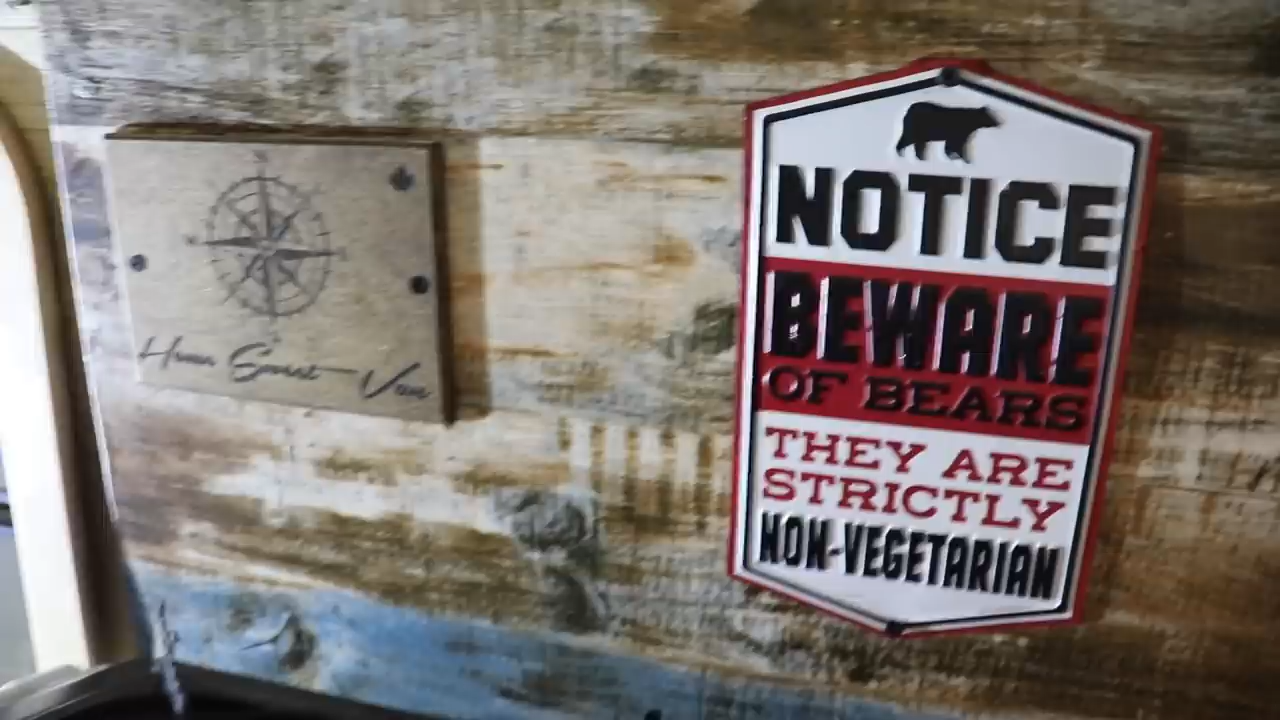 NOTICE
BEWARE
OF BEARS
THEY ARE
STRICTLY
NON-VEGETARIAN